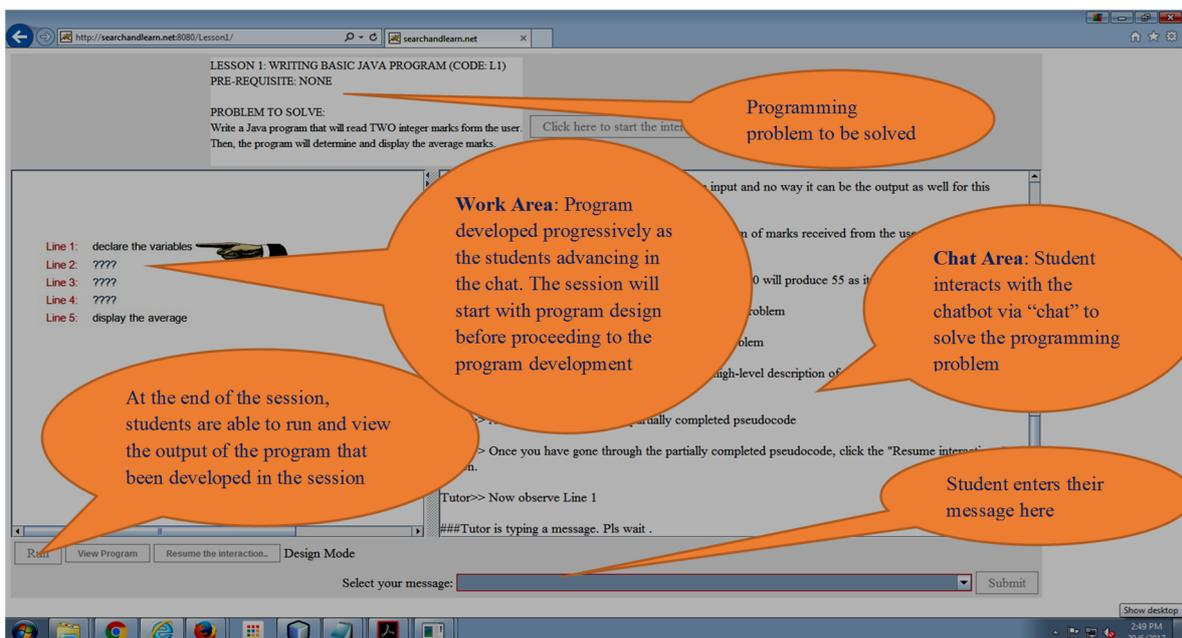 http://searchandlearn.net:8080/Lesson1/
searchandlearn.net
LESSON 1: WRITING BASIC JAVA PROGRAM (CODE: L1)
PRE-REQUISITE: NONE
PROBLEM TO SOLVE:
Write a Java program that will read TWO integer marks form the user.
Then, the program will determine and display the average marks.
Click here to start the inter
Programming
problem to be solved
input and no way it can be the output as well for this
n of marks received from the use
0 will produce 55 as it
roblem
blem
igh-level description of
rtially completed pseudocode
> Once you have gone through the partially completed pseudocode, click the "Resume interaction
n.
Tutor>> Now observe Line 1
###Tutor is typing a message. Pls wait .
Work Area: Program
developed progressively as
the students advancing in
the chat. The session will
start with program design
before proceeding to the
program development
Chat Area: Student
interacts with the
chatbot via “chat” to
solve the programming
problem
Line 1: declare the variables
Line 2: ????
Line 3: ????
Line 4: ????
Line 5: display the average
At the end of the session,
students are able to run and view
the output of the program that
been developed in the session
Student enters their
message here
Run View Program Resume the interaction.. Design Mode
Select your message: Submit
Show desktop
2:49 PM